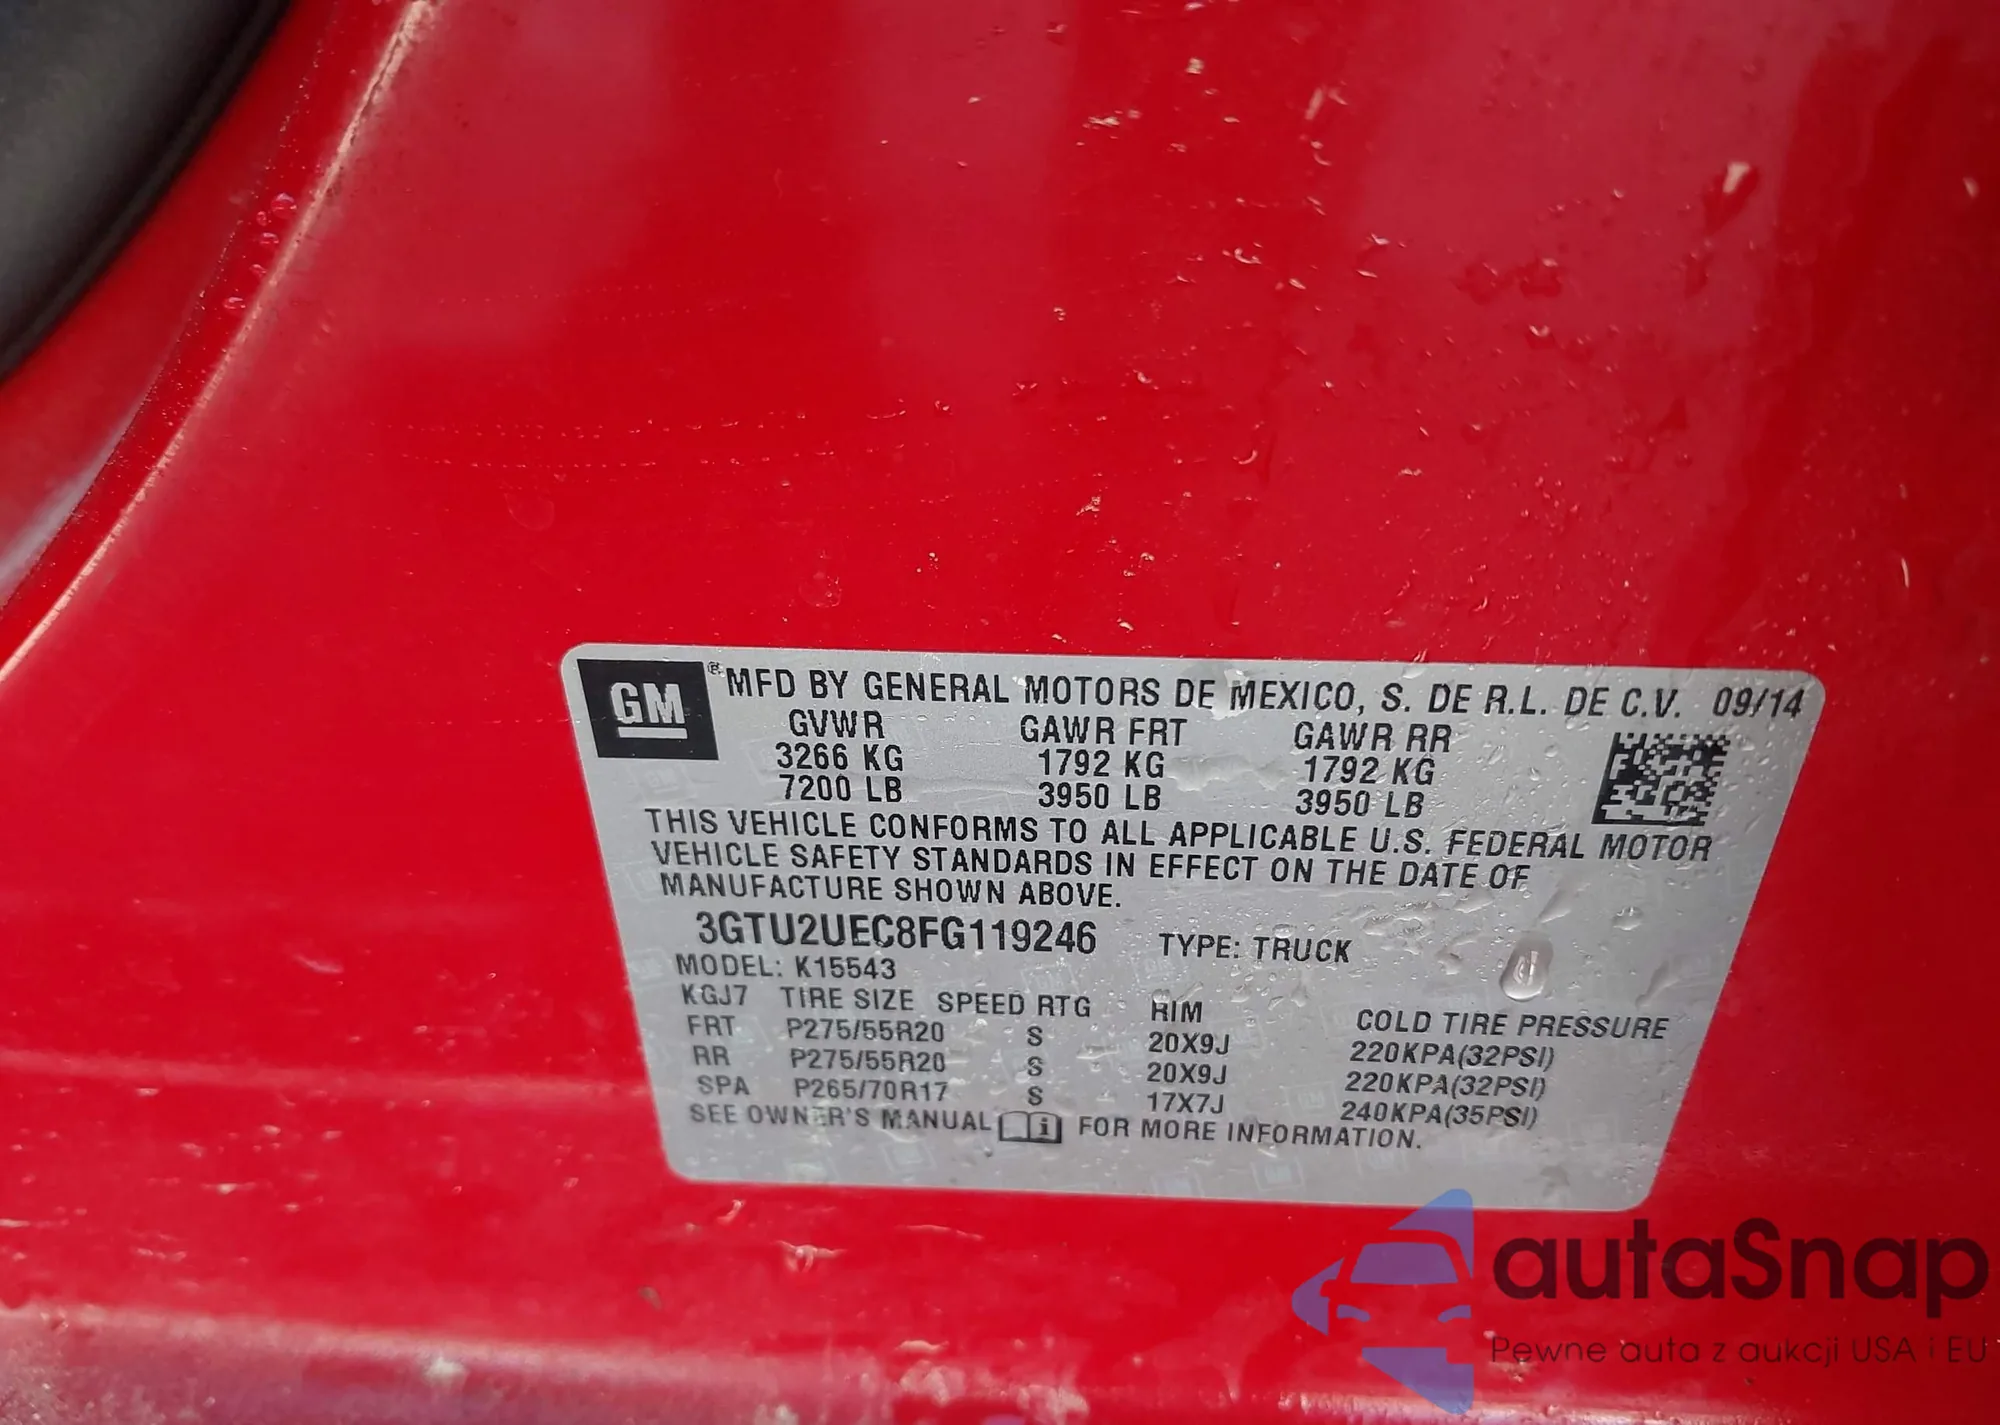 GM ® MFD BY GENERAL MOTORS DE MEXICO, S. DE R.L. DE C.V. 09/14
GVWR GAWR FRT GAWR RR
3266 KG 1792 KG 1792 KG
7200 LB 3950 LB 3950 LB
THIS VEHICLE CONFORMS TO ALL APPLICABLE U.S. FEDERAL MOTOR
VEHICLE SAFETY STANDARDS IN EFFECT ON THE DATE OF
MANUFACTURE SHOWN ABOVE.
3GTU2UEC8FG119246 TYPE: TRUCK
MODEL: K15543
KGJ7 TIRE SIZE SPEED RTG RIM COLD TIRE PRESSURE
FRT P275/55R20 S 20X9J 220KPA(32PSI)
RR P275/55R20 S 20X9J 220KPA(32PSI)
SPA P265/70R17 S 17X7J 240KPA(35PSI)
SEE OWNER'S MANUAL i FOR MORE INFORMATION.
autaSnap
Pewne auta z aukcji USA i EU